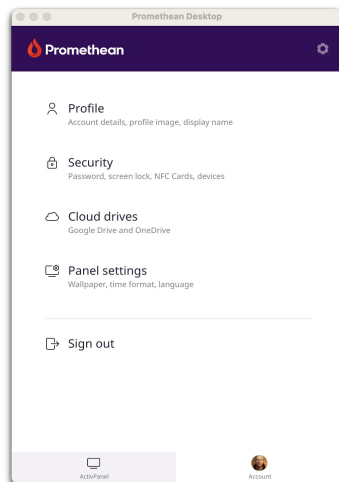 Promethean Desktop
Promethean
Profile
Account details, profile image, display name
Security
Password, screen lock, NFC Cards, devices
Cloud drives
Google Drive and OneDrive
Panel settings
Wallpaper, time format, language
Sign out
ActivPanel
Account